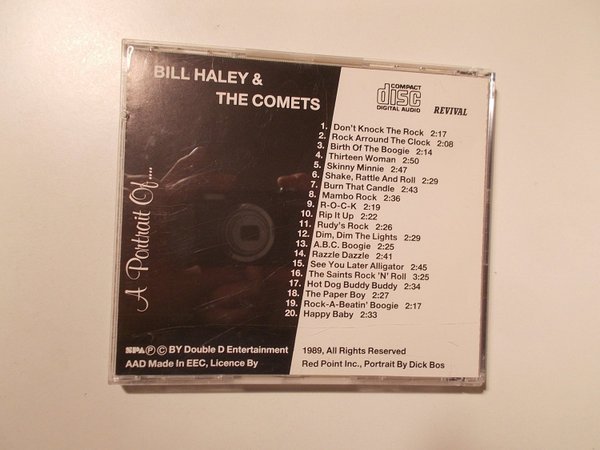 BILL HALEY &
THE COMETS
COMPACT
disc
DIGITAL AUDIO
REVIVAL
A Portrait Of....
1. Don't Knock The Rock 2:17
2. Rock Arround The Clock 2:08
3. Birth Of The Boogie 2:14
4. Thirteen Woman 2:50
5. Skinny Minnie 2:47
6. Shake, Rattle And Roll 2:29
7. Burn That Candle 2:43
8. Mambo Rock 2:36
9. R-O-C-K 2:19
10. Rip It Up 2:22
11. Rudy's Rock 2:26
12. Dim, Dim The Lights 2:29
13. A.B.C. Boogie 2:25
14. Razzle Dazzle 2:41
15. See You Later Alligator 2:45
16. The Saints Rock 'N' Roll 3:25
17. Hot Dog Buddy Buddy 2:34
18. The Paper Boy 2:27
19. Rock-A-Beatin' Boogie 2:17
20. Happy Baby 2:33
SPA Ⓟ © BY Double D Entertainment 1989, All Rights Reserved
AAD Made In EEC, Licence By Red Point Inc., Portrait By Dick Bos